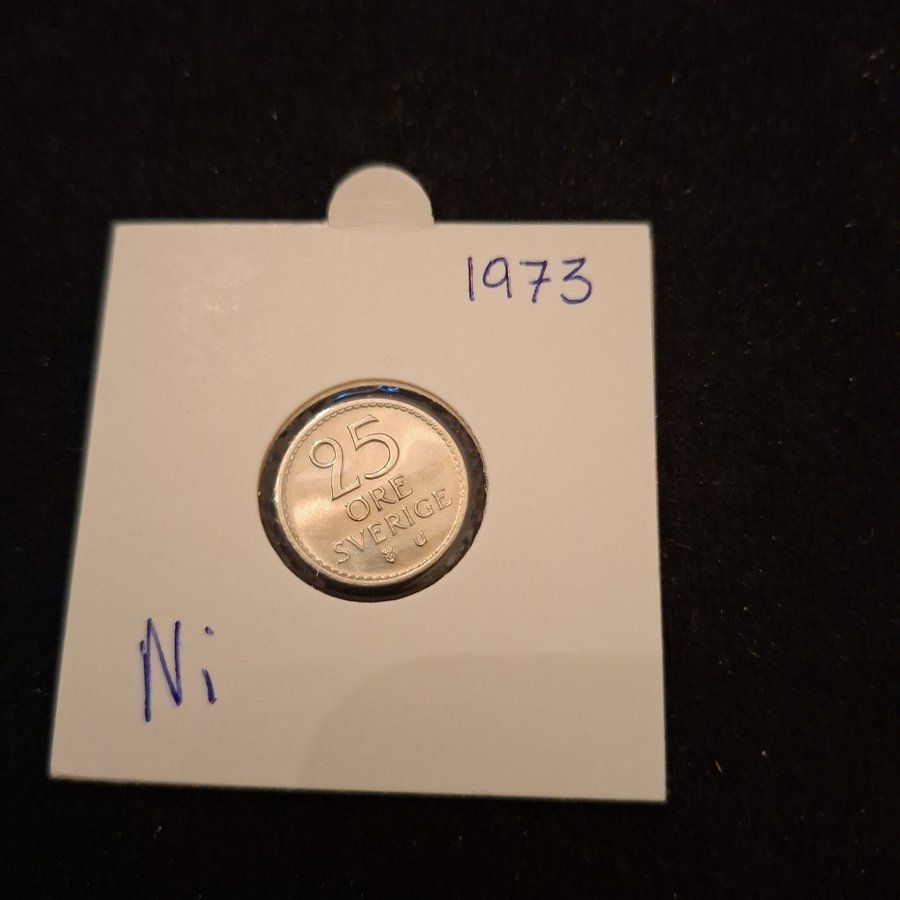 1973
25
ÖRE
SVERIGE
U
Ni